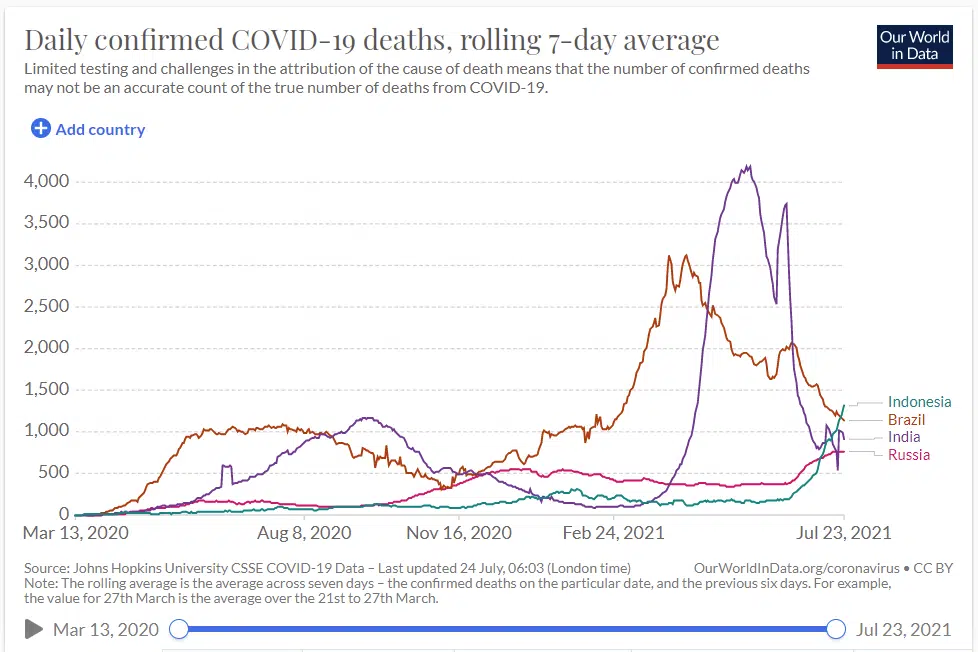 Daily confirmed COVID-19 deaths, rolling 7-day average
Our World
in Data
Limited testing and challenges in the attribution of the cause of death means that the number of confirmed deaths
may not be an accurate count of the true number of deaths from COVID-19.
Add country
4,000
3,500
3,000
2,500
2,000
1,500
1,000
500
0
Indonesia
Brazil
India
Russia
Mar 13, 2020
Aug 8, 2020
Nov 16, 2020
Feb 24, 2021
Jul 23, 2021
Source: Johns Hopkins University CSSE COVID-19 Data – Last updated 24 July, 06:03 (London time)
OurWorldInData.org/coronavirus • CC BY
Note: The rolling average is the average across seven days – the confirmed deaths on the particular date, and the previous six days. For example,
the value for 27th March is the average over the 21st to 27th March.
Mar 13, 2020
Jul 23, 2021